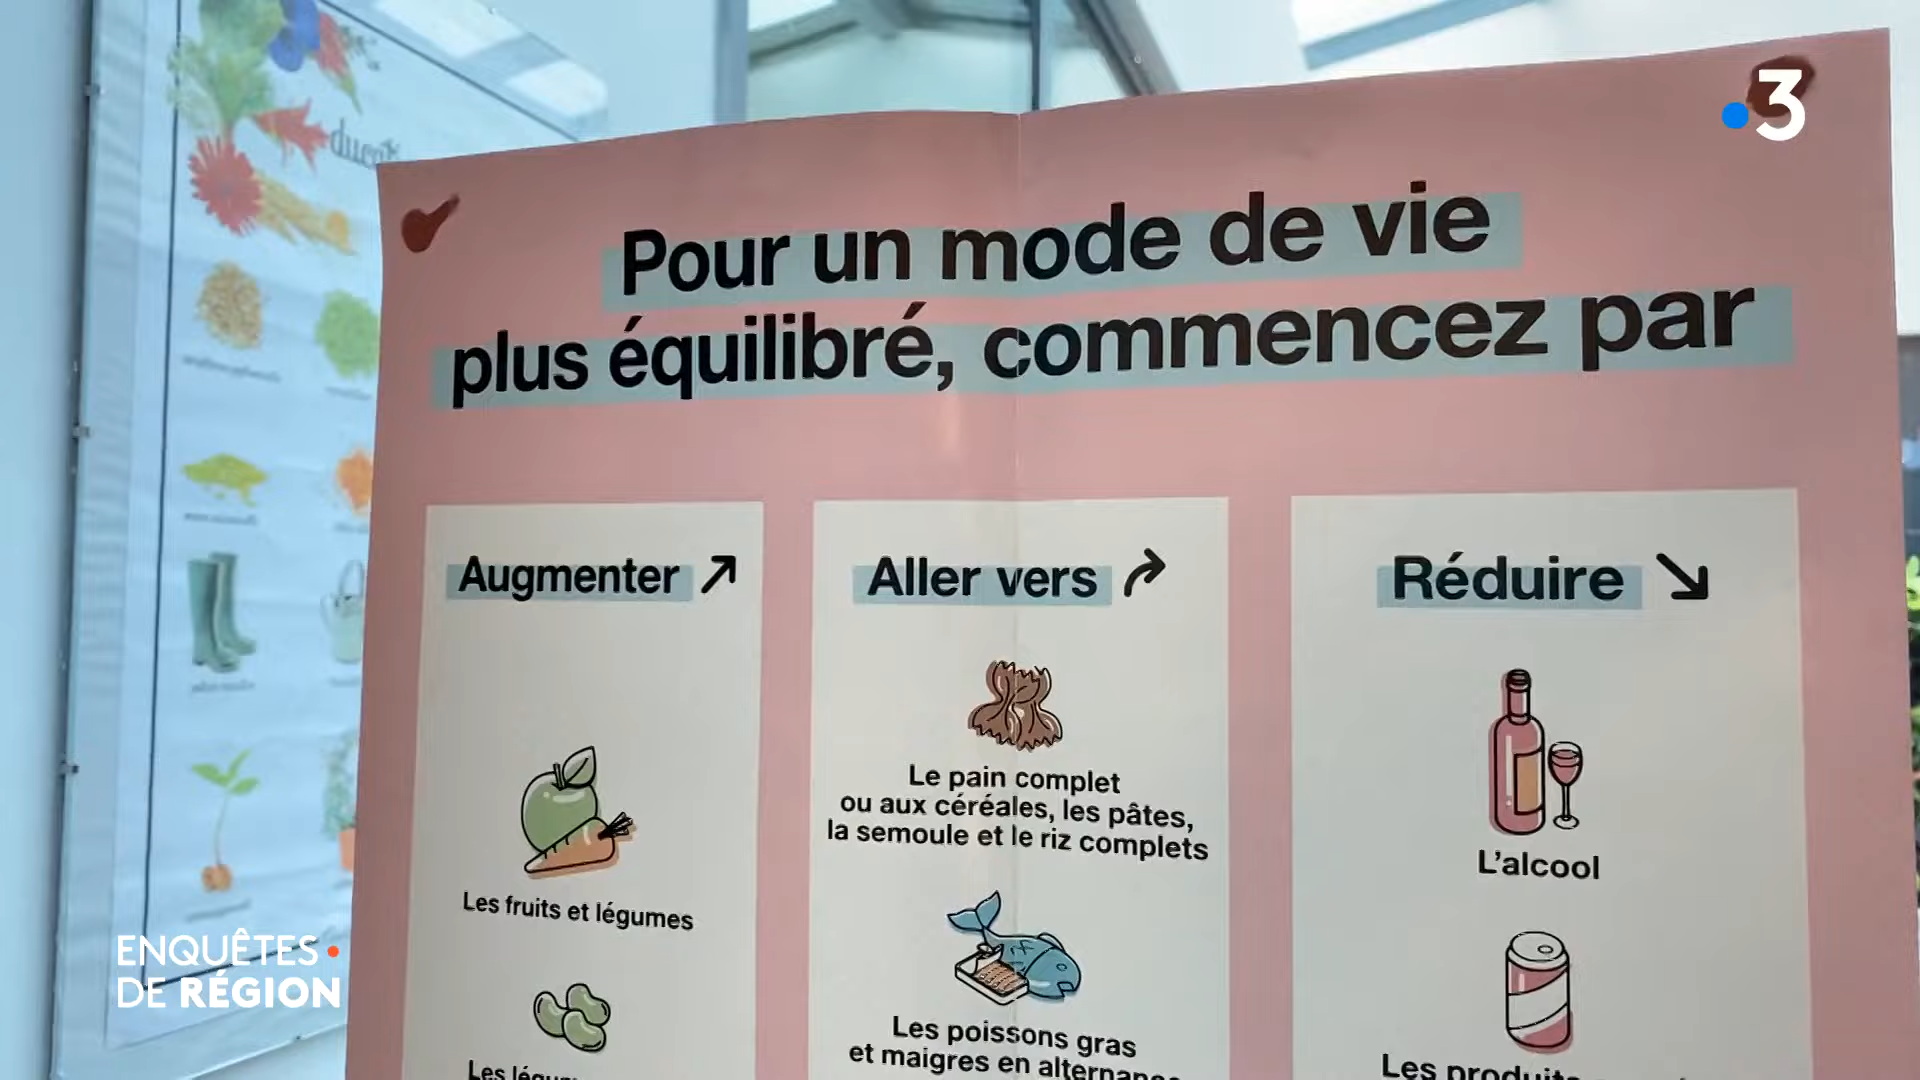 3
Pour un mode de vie
plus équilibré, commencez par
Augmenter
Les fruits et légumes
Aller vers
Le pain complet
ou aux céréales, les pâtes,
la semoule et le riz complets
Les poissons gras
et maigres en
Réduire
L'alcool
Les
ENQUÊTES
DE RÉGION